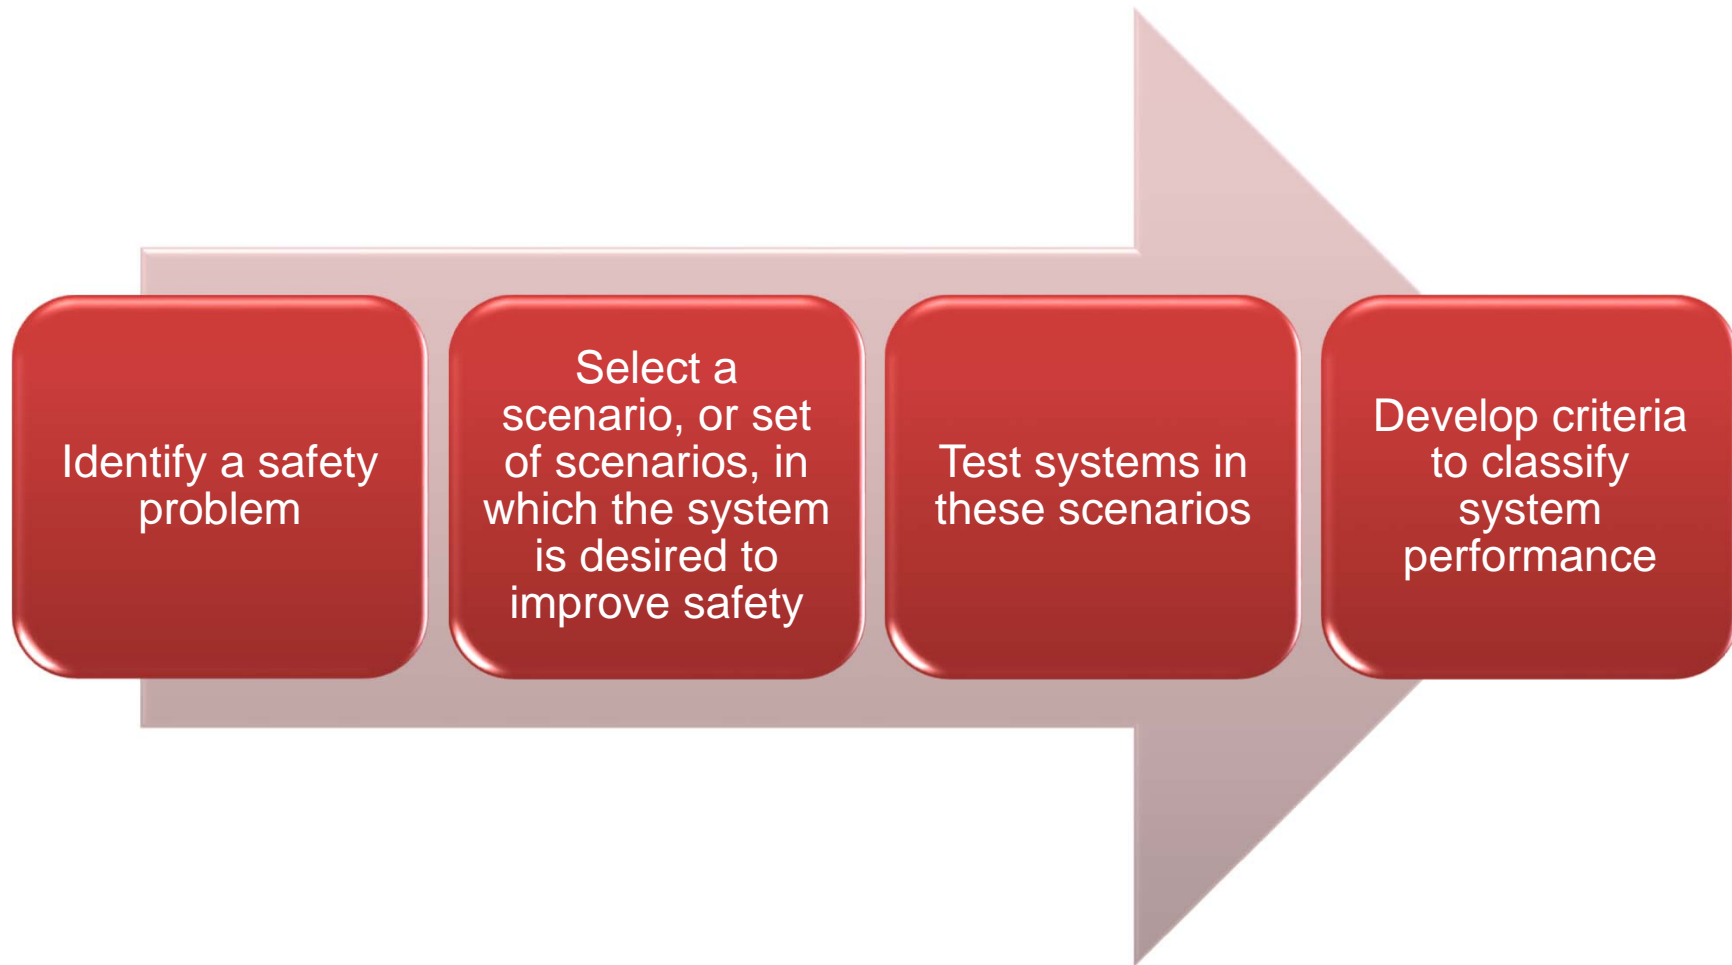 Identify a safety
problem
Select a
scenario, or set
of scenarios, in
which the system
is desired to
improve safety
Test systems in
these scenarios
Develop criteria
to classify
system
performance